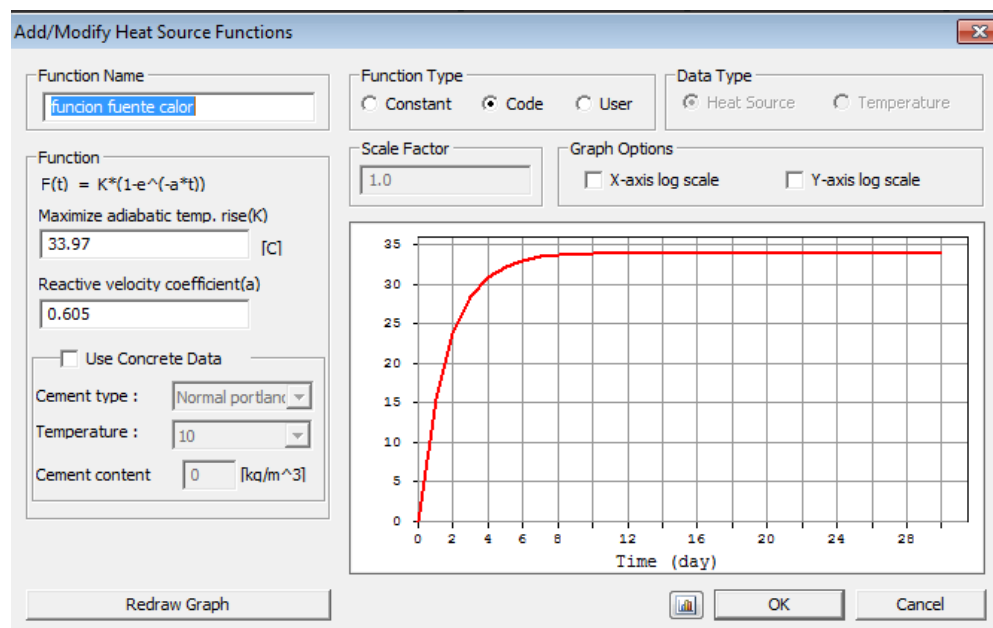 Add/Modify Heat Source Functions
Function Name
funcion fuente calor
Function Type
Constant Code User
Data Type
Heat Source Temperature
Function
F(t) = K*(1-e^(-a*t))
Maximize adiabatic temp. rise(K)
33.97 [C]
Reactive velocity coefficient(a)
0.605
Use Concrete Data
Cement type : Normal portlanc
Temperature : 10
Cement content 0 [kg/m^3]
Scale Factor
1.0
Graph Options
X-axis log scale Y-axis log scale
35
30
25
20
15
10
5
0
0 2 4 6 8 12 16 20 24 28
Time (day)
Redraw Graph OK Cancel